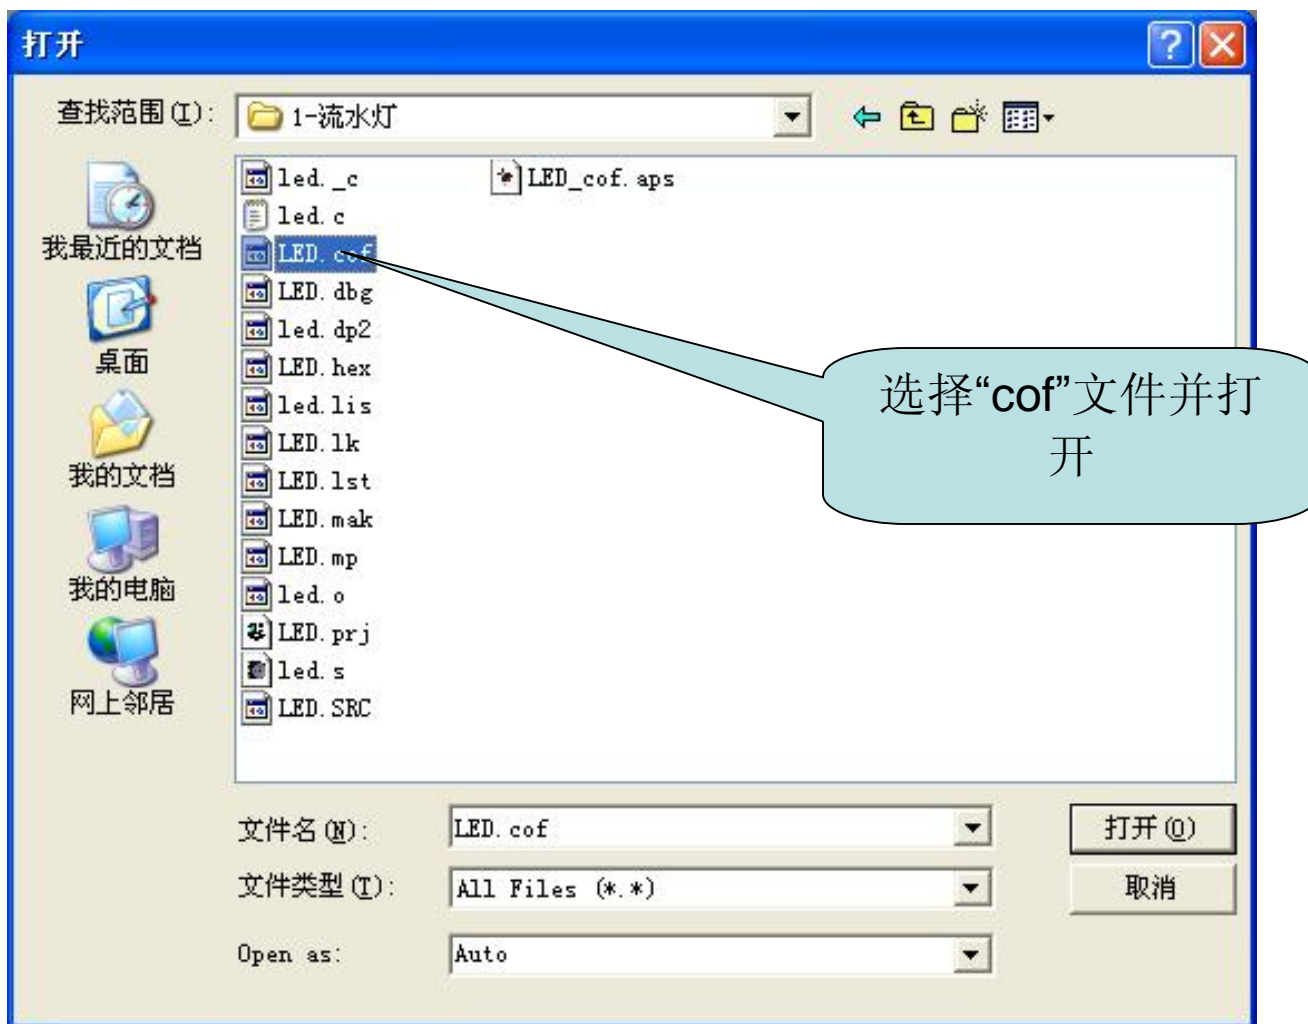 打开
查找范围(I):
1-流水灯
led._c
LED_cof.aps
led.c
LED.cof
LED.dbg
led.dp2
LED.hex
led.lis
LED.lk
LED.lst
LED.mak
LED.mp
led.o
LED.prj
led.s
LED.SRC
我最近的文档
桌面
我的文档
我的电脑
网上邻居
选择“cof”文件并打
开
文件名(N):
LED.cof
打开(O)
文件类型(T):
All Files (*.*)
取消
Open as:
Auto